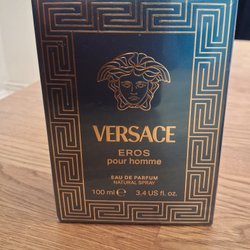 VERSACE
EROS
pour homme
EAU DE PARFUM
NATURAL SPRAY
100 ml ℮ 3.4 US fl. oz.